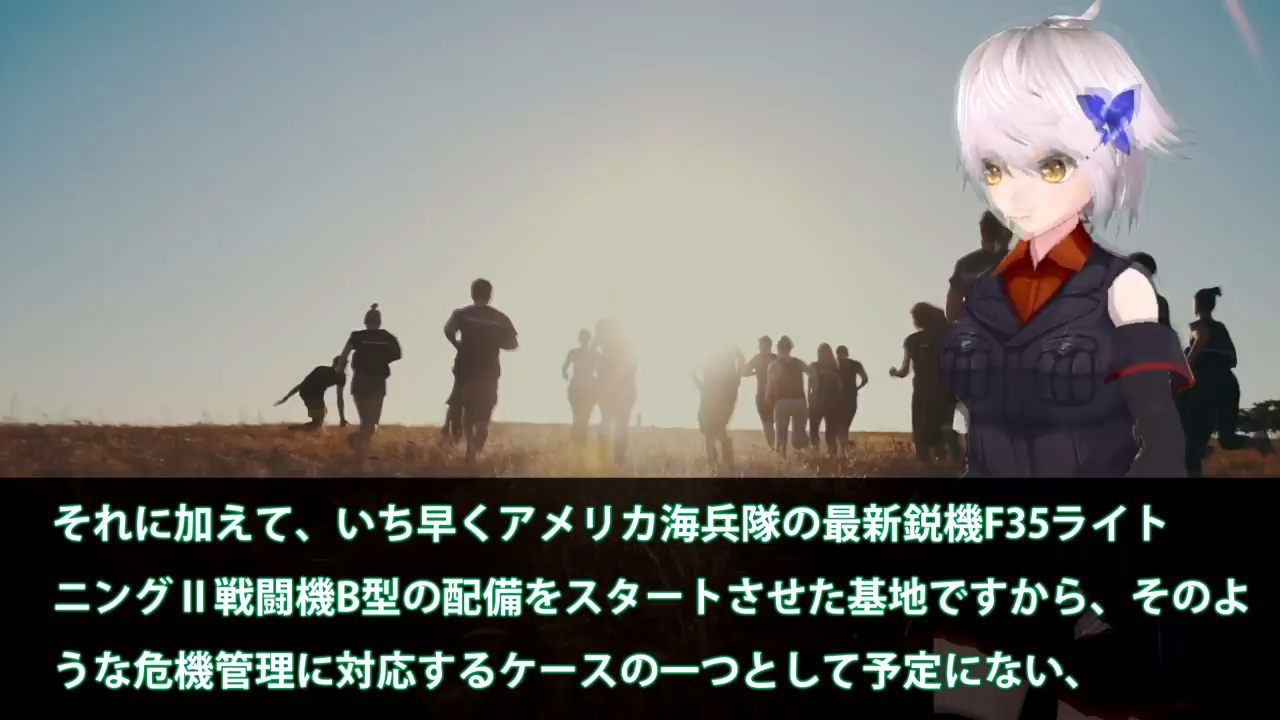 それに加えて、いち早くアメリカ海兵隊の最新鋭機F35ライト
ニングⅡ戦闘機B型の配備をスタートさせた基地ですから、そのよ
うな危機管理に対応するケースの一つとして予定にない、